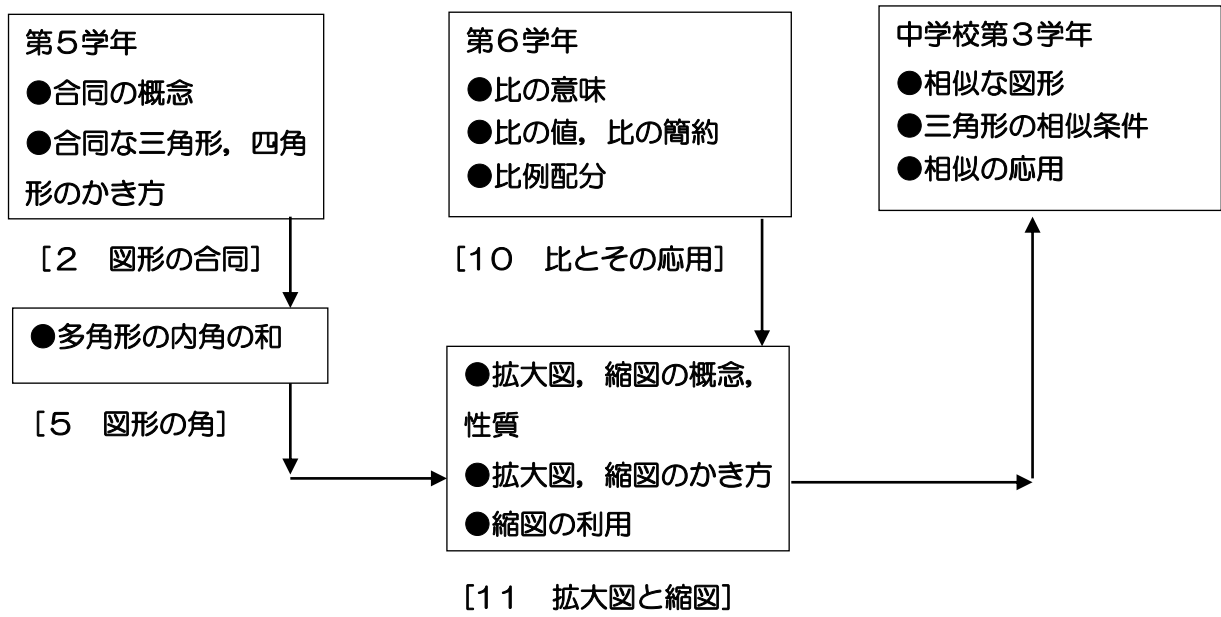 第５学年
●合同の概念
●合同な三角形，四角
形のかき方
［２　図形の合同］
●多角形の内角の和
［５　図形の角］
第６学年
●比の意味
●比の値，比の簡約
●比例配分
［１０　比とその応用］
●拡大図，縮図の概念，
性質
●拡大図，縮図のかき方
●縮図の利用
［１１　拡大図と縮図］
中学校第３学年
●相似な図形
●三角形の相似条件
●相似の応用